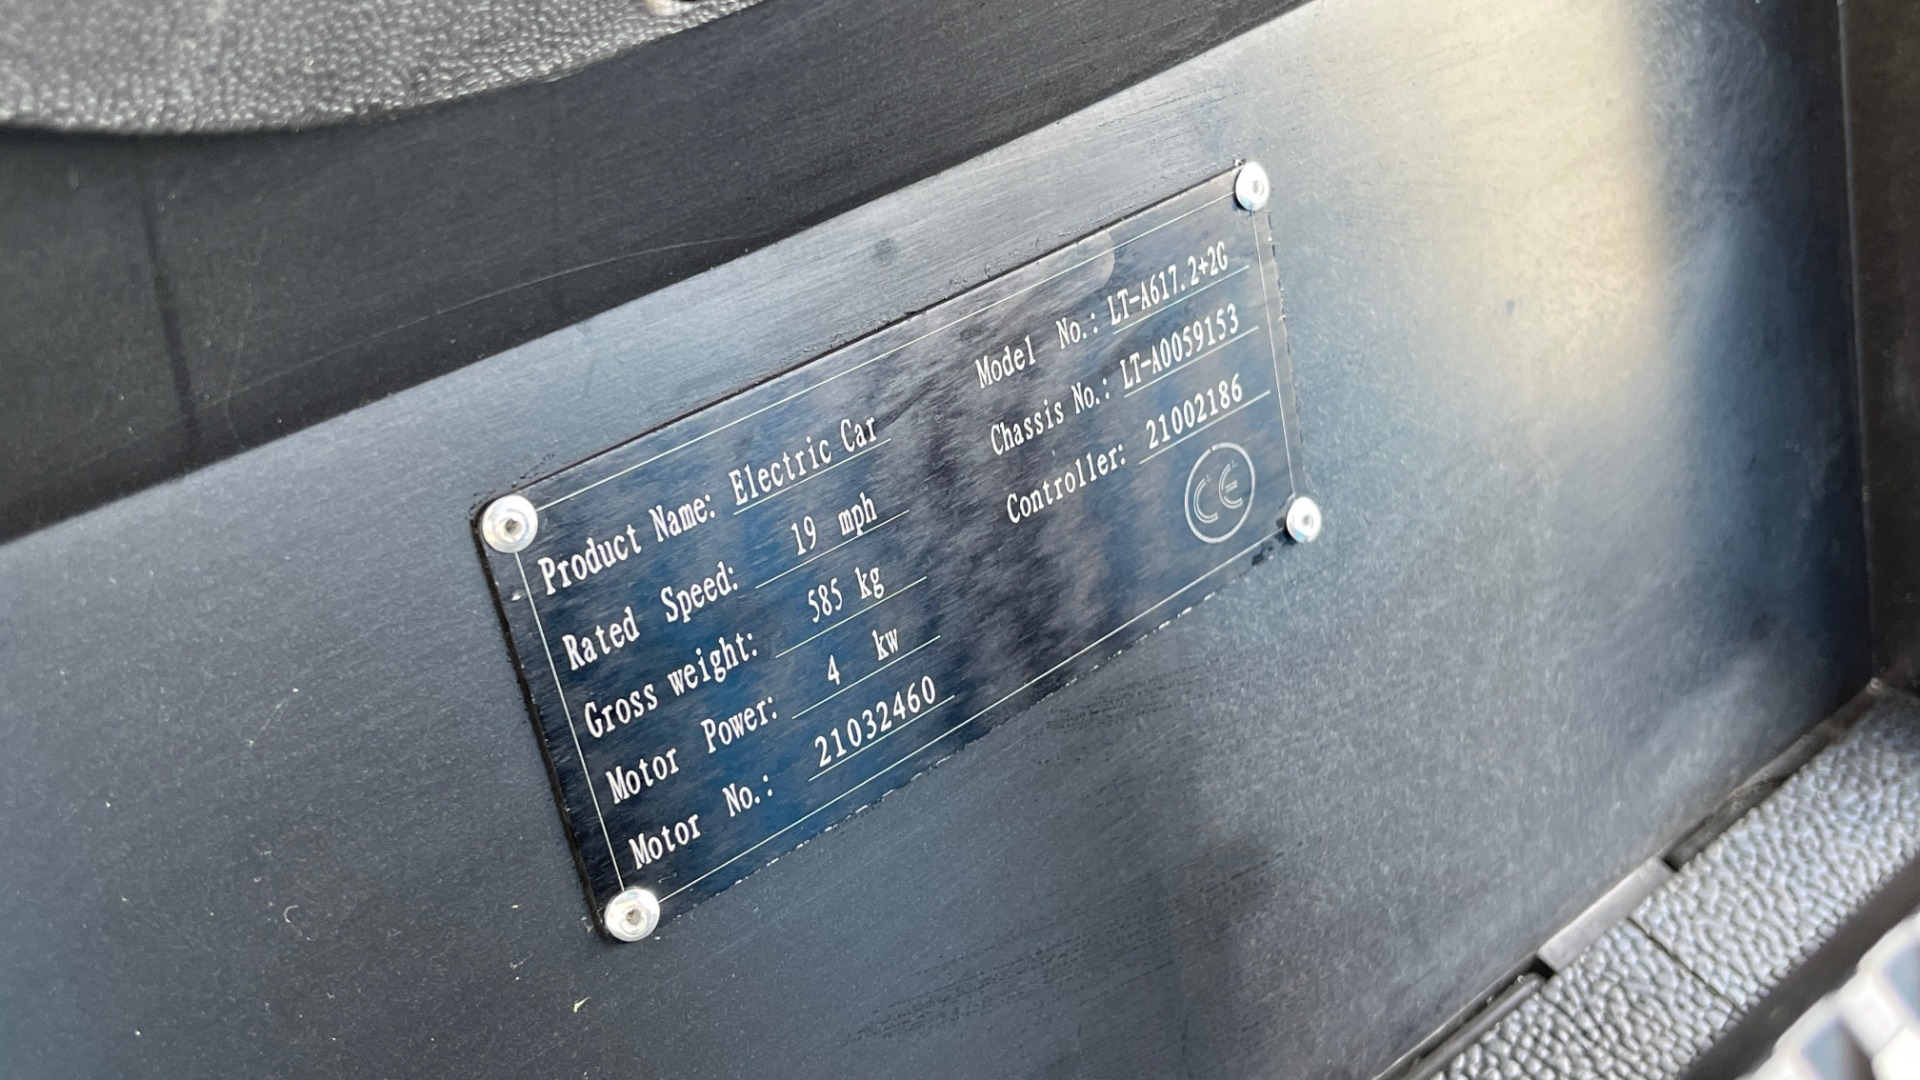 Product Name: Electric Car
Rated Speed: 19 mph
Gross weight: 585 kg
Motor Power: 4 kw
Motor No.: 21032460
Model No.: LT-A617.2+2G
Chassis No.: LT-A0059153
Controller: 21002186
CE